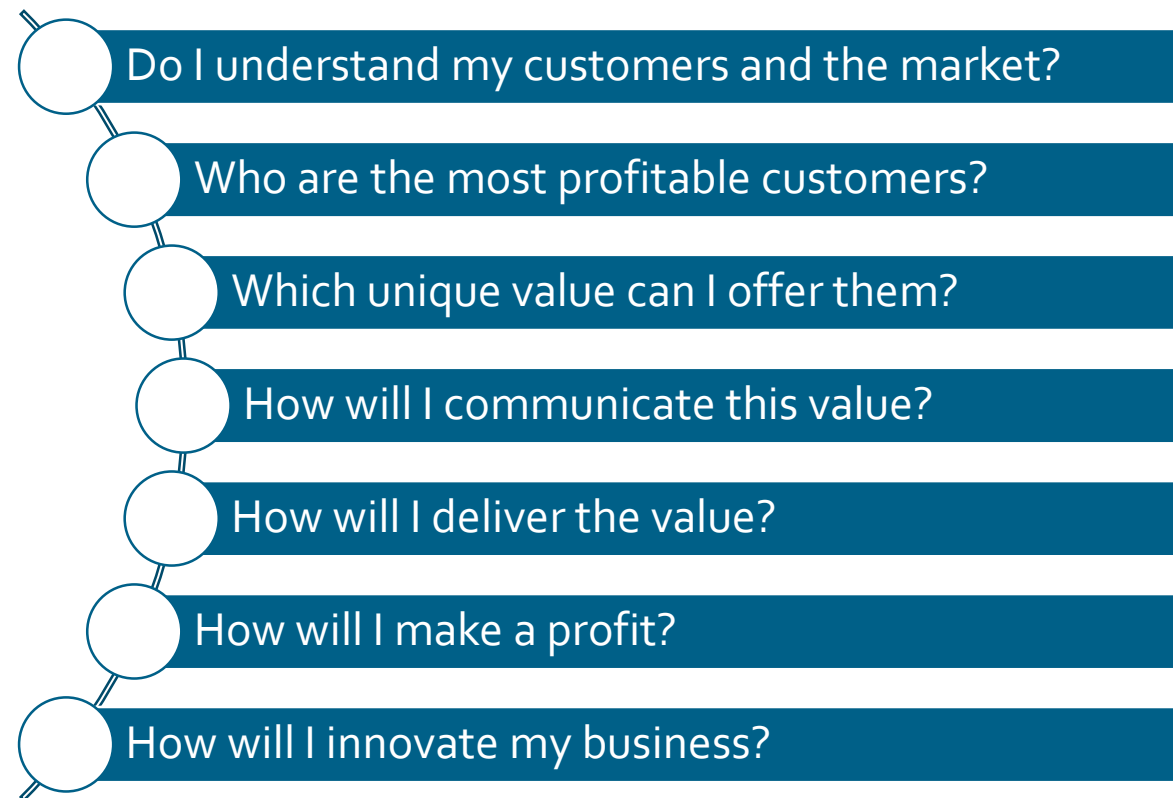 Do I understand my customers and the market?
Who are the most profitable customers?
Which unique value can I offer them?
How will I communicate this value?
How will I deliver the value?
How will I make a profit?
How will I innovate my business?